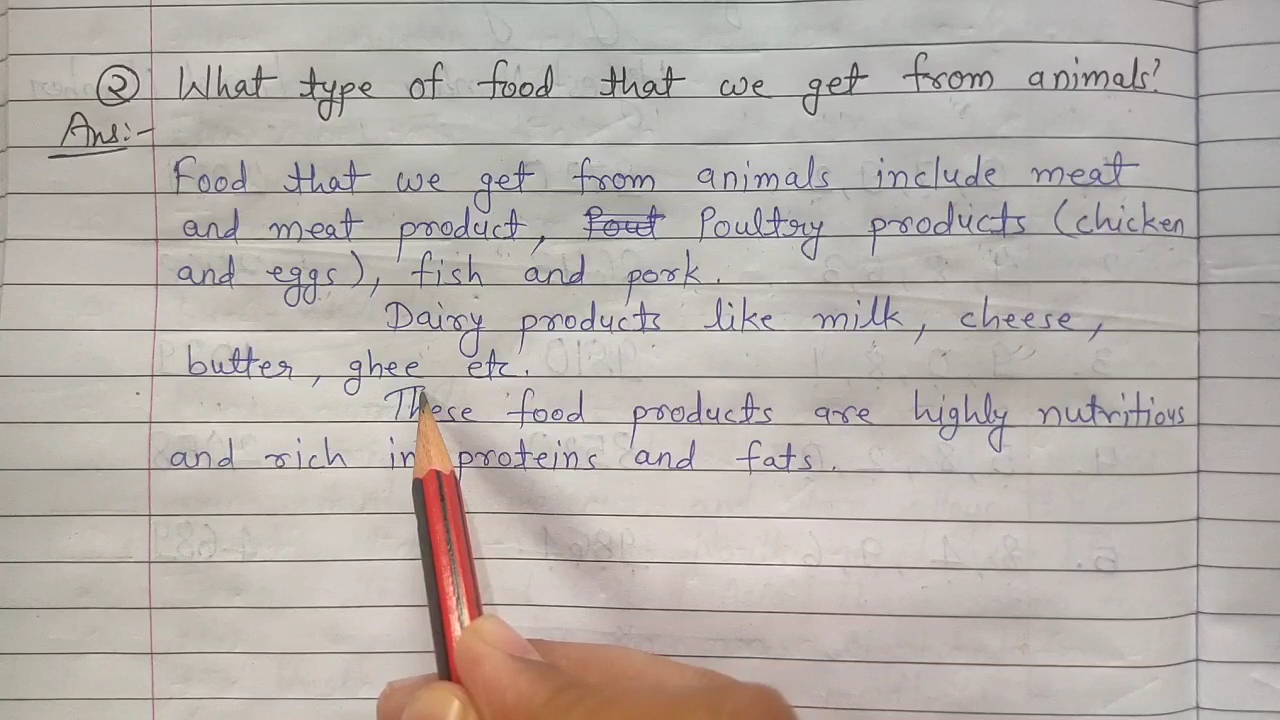 ② What type of food that we get from animals?
Ans:-
Food that we get from animals include meat
and meat product, Poultry products (chicken
and eggs), fish and pork.
Dairy products like milk, cheese,
butter, ghee etc.
These food products are highly nutritious
and rich in proteins and fats.